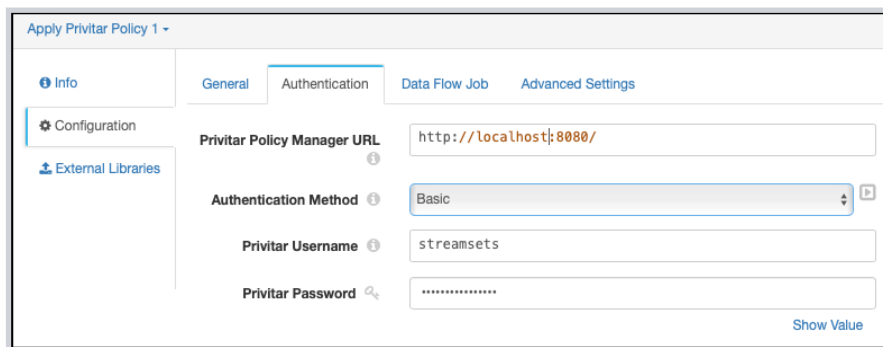 Apply Privitar Policy 1
Info
General Authentication Data Flow Job Advanced Settings
Configuration
Privitar Policy Manager URL http://localhost:8080/
External Libraries
Authentication Method Basic
Privitar Username streamsets
Privitar Password ••••••••••••••••
Show Value